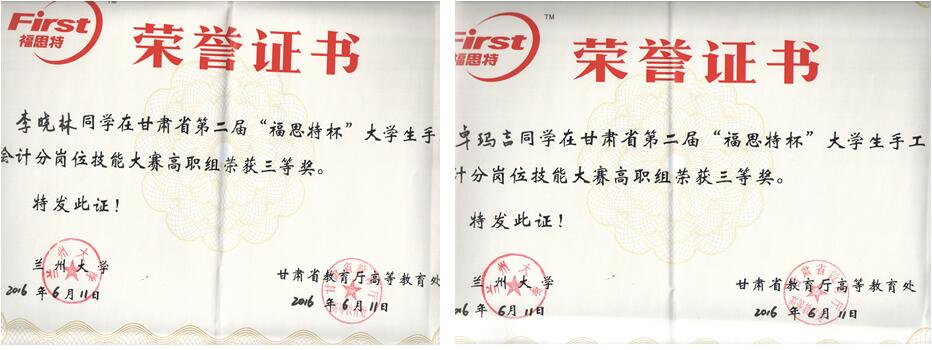 First
福思特
荣誉证书
李晓林同学在甘肃省第二届“福思特杯”大学生手
会计分岗位技能大赛高职组荣获三等奖。
特发此证！
兰州大学
2016年6月11日
甘肃省教育厅高等教育处
2016年6月11日
First
TM
福思特
荣誉证书
卓玛吉同学在甘肃省第二届“福思特杯”大学生手工
计分岗位技能大赛高职组荣获三等奖。
特发此证！
兰州大学
016年6月11日
甘肃省教育厅高等教育处
2016年6月11日